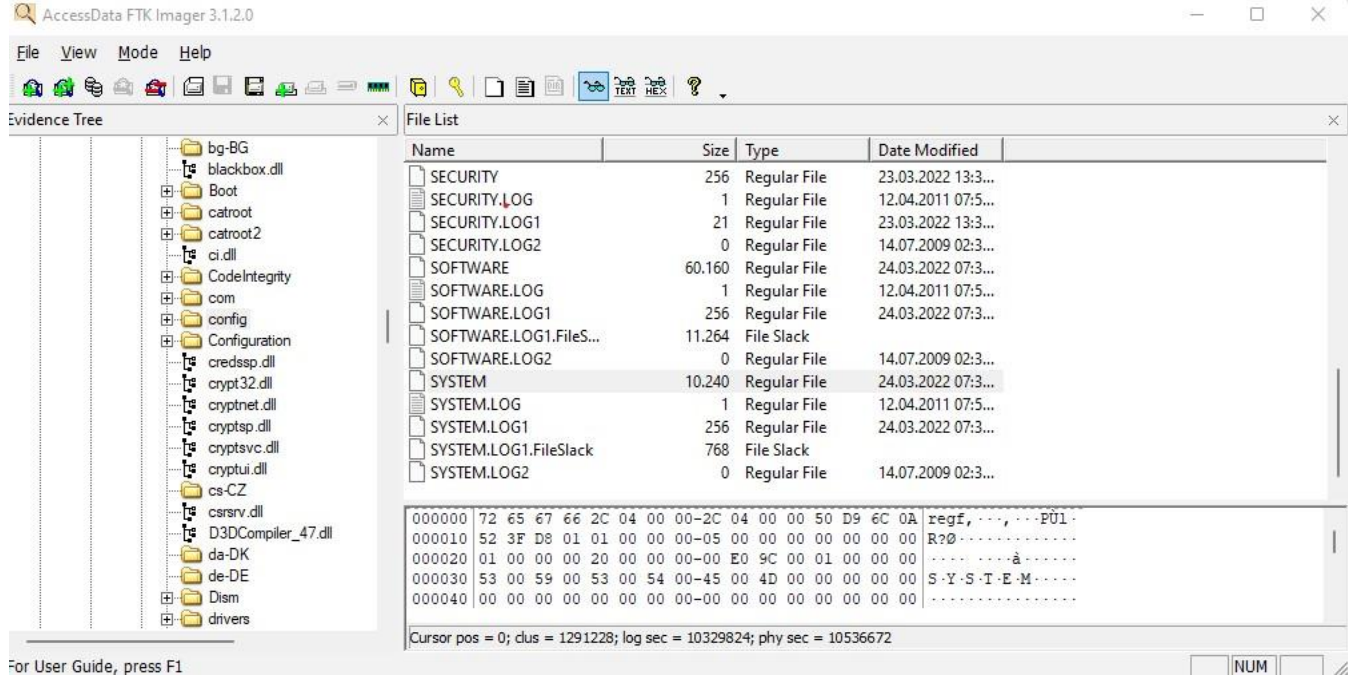 AccessData FTK Imager 3.1.2.0
File View Mode Help
TEXT HEX
Evidence Tree
bg-BG
blackbox.dll
Boot
catroot
catroot2
ci.dll
CodeIntegrity
com
config
Configuration
credssp.dll
crypt32.dll
cryptnet.dll
cryptsp.dll
cryptsvc.dll
cryptui.dll
cs-CZ
csrsrv.dll
D3DCompiler_47.dll
da-DK
de-DE
Dism
drivers
File List
Name Size Type Date Modified
SECURITY 256 Regular File 23.03.2022 13:3...
SECURITY.LOG 1 Regular File 12.04.2011 07:5...
SECURITY.LOG1 21 Regular File 23.03.2022 13:3...
SECURITY.LOG2 0 Regular File 14.07.2009 02:3...
SOFTWARE 60.160 Regular File 24.03.2022 07:3...
SOFTWARE.LOG 1 Regular File 12.04.2011 07:5...
SOFTWARE.LOG1 256 Regular File 24.03.2022 07:3...
SOFTWARE.LOG1.FileS... 11.264 File Slack
SOFTWARE.LOG2 0 Regular File 14.07.2009 02:3...
SYSTEM 10.240 Regular File 24.03.2022 07:3...
SYSTEM.LOG 1 Regular File 12.04.2011 07:5...
SYSTEM.LOG1 256 Regular File 24.03.2022 07:3...
SYSTEM.LOG1.FileSlack 768 File Slack
SYSTEM.LOG2 0 Regular File 14.07.2009 02:3...
000000 72 65 67 66 2C 04 00 00-2C 04 00 00 50 D9 6C 0A regf,···,···PÙl·
000010 52 3F D8 01 01 00 00 00-05 00 00 00 00 00 00 00 R?Ø·············
000020 01 00 00 00 20 00 00 00-00 E0 9C 00 01 00 00 00 ···· ····à······
000030 53 00 59 00 53 00 54 00-45 00 4D 00 00 00 00 00 S·Y·S·T·E·M·····
000040 00 00 00 00 00 00 00 00-00 00 00 00 00 00 00 00 ················
Cursor pos = 0; clus = 1291228; log sec = 10329824; phy sec = 10536672
For User Guide, press F1
NUM